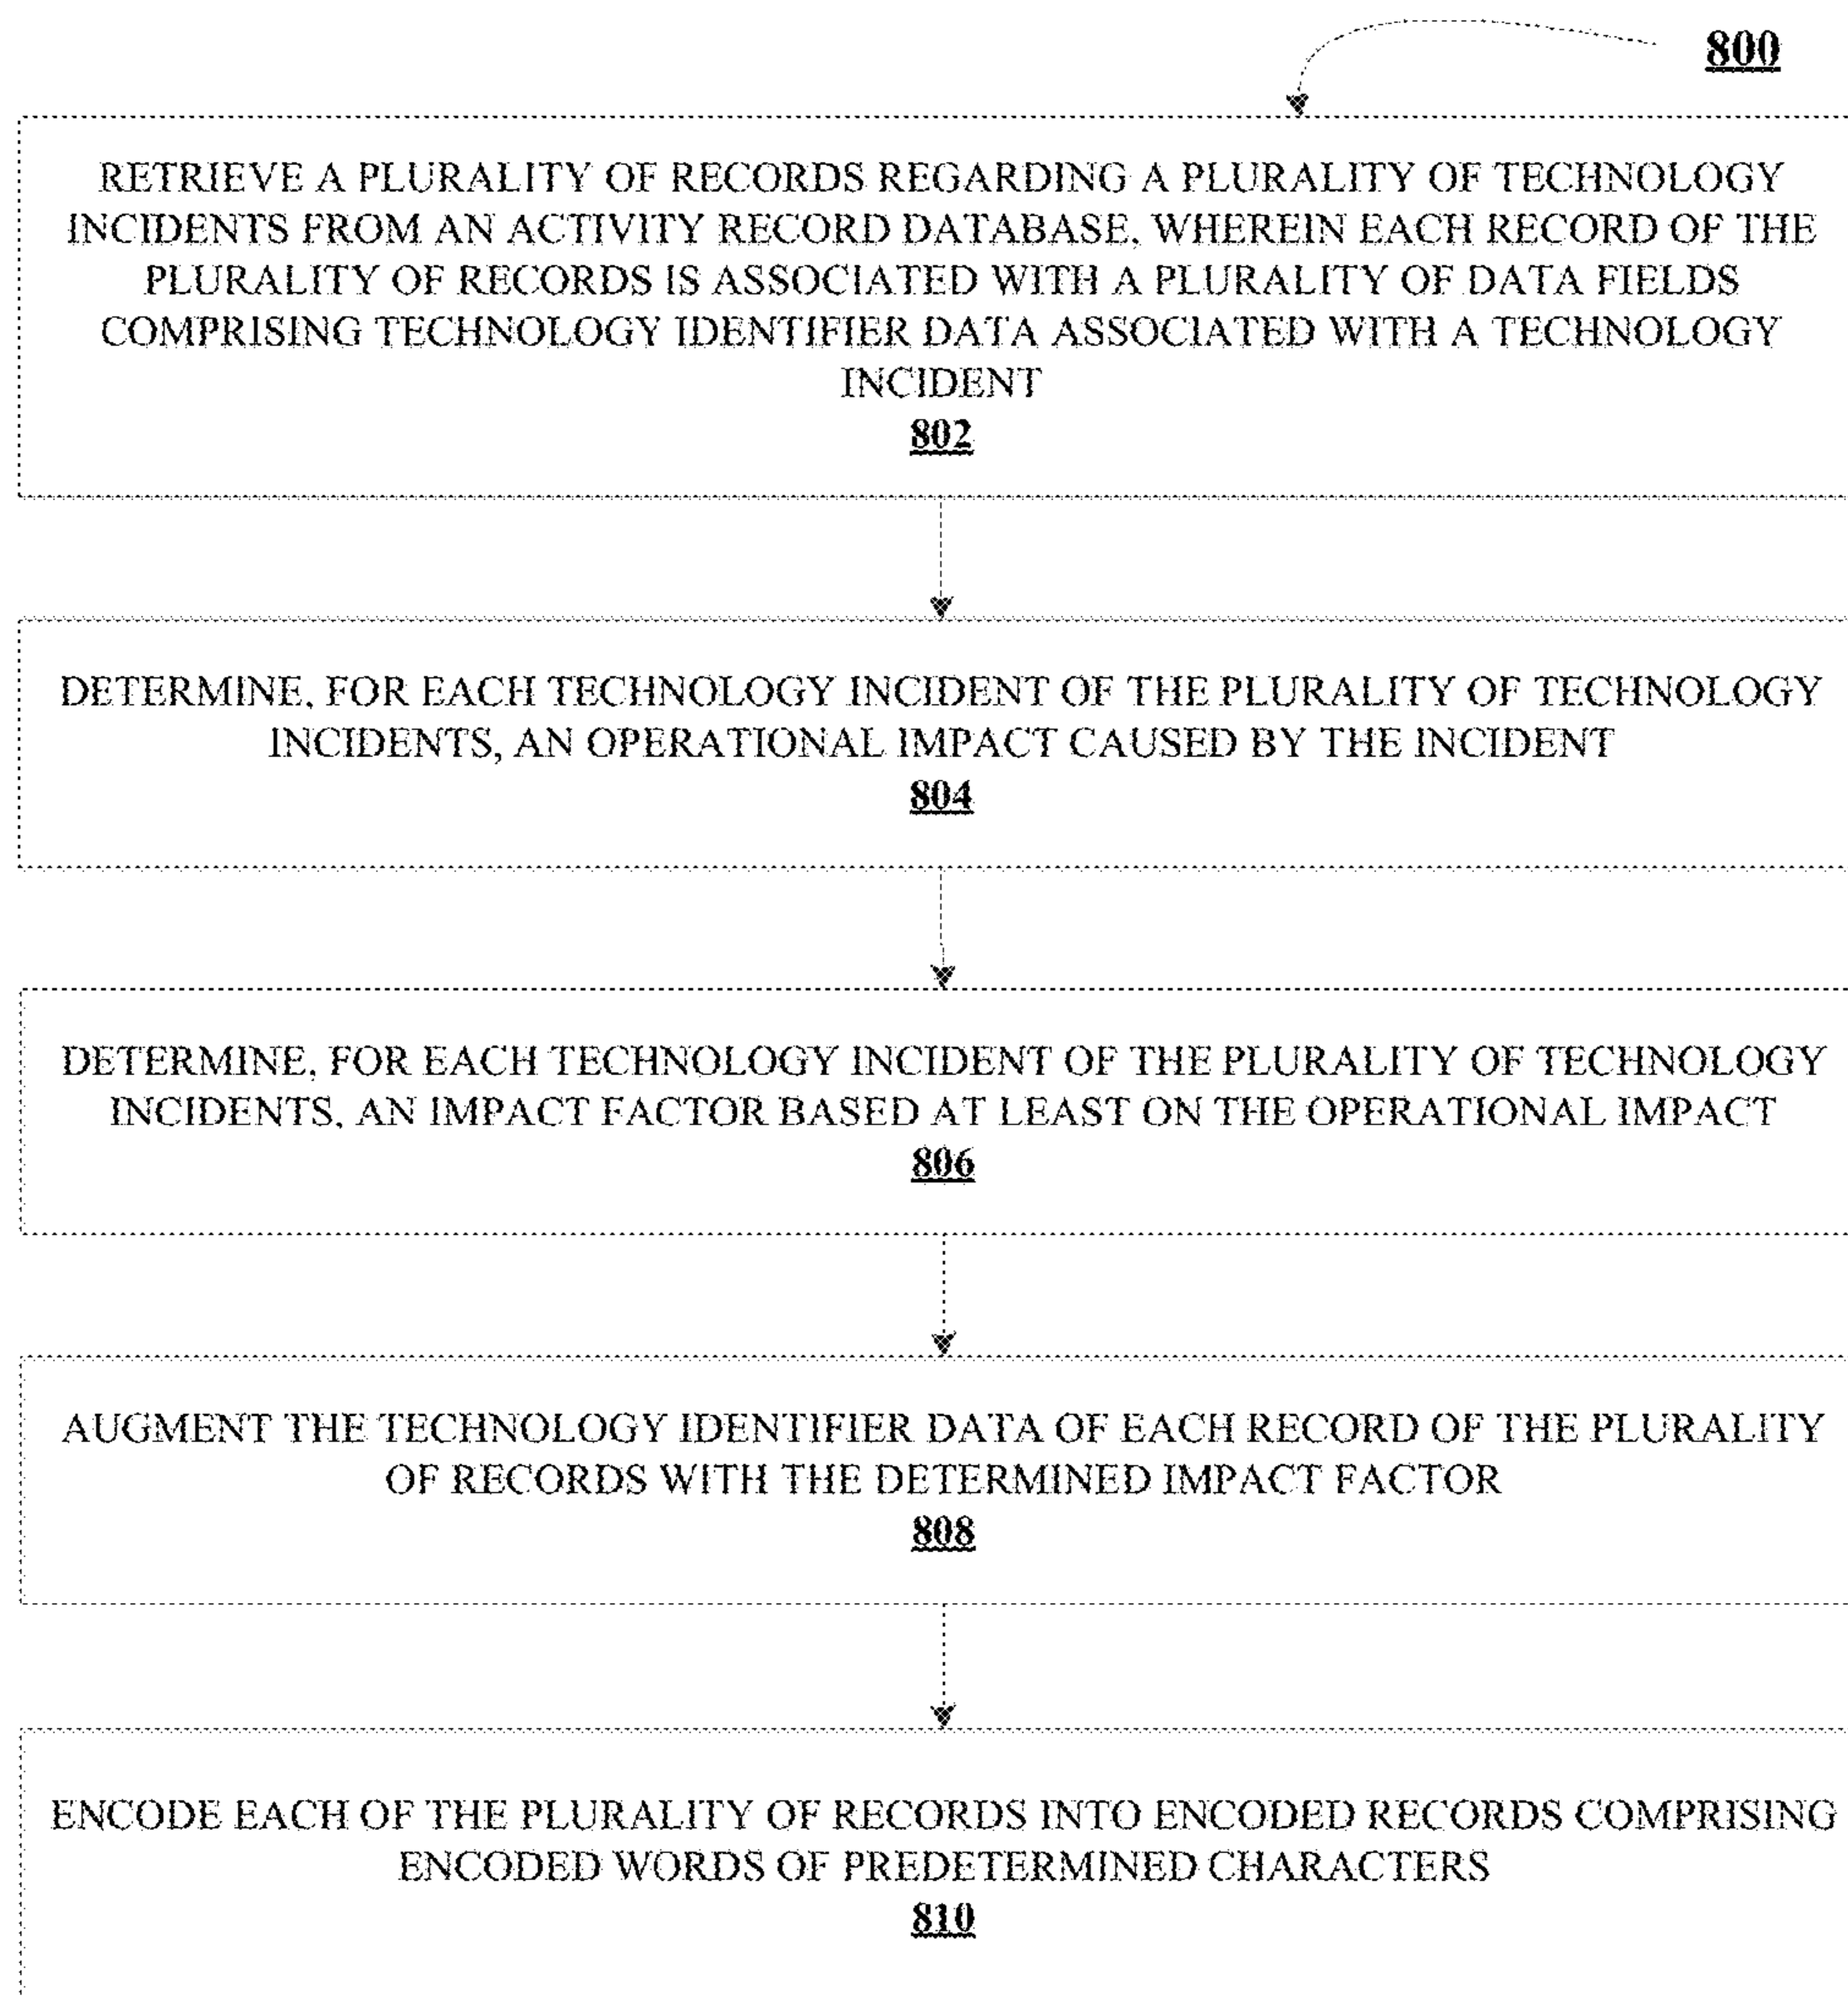 800
RETRIEVE A PLURALITY OF RECORDS REGARDING A PLURALITY OF TECHNOLOGY
INCIDENTS FROM AN ACTIVITY RECORD DATABASE, WHEREIN EACH RECORD OF THE
PLURALITY OF RECORDS IS ASSOCIATED WITH A PLURALITY OF DATA FIELDS
COMPRISING TECHNOLOGY IDENTIFIER DATA ASSOCIATED WITH A TECHNOLOGY
INCIDENT
802
DETERMINE, FOR EACH TECHNOLOGY INCIDENT OF THE PLURALITY OF TECHNOLOGY
INCIDENTS, AN OPERATIONAL IMPACT CAUSED BY THE INCIDENT
804
DETERMINE, FOR EACH TECHNOLOGY INCIDENT OF THE PLURALITY OF TECHNOLOGY
INCIDENTS, AN IMPACT FACTOR BASED AT LEAST ON THE OPERATIONAL IMPACT
806
AUGMENT THE TECHNOLOGY IDENTIFIER DATA OF EACH RECORD OF THE PLURALITY
OF RECORDS WITH THE DETERMINED IMPACT FACTOR
808
ENCODE EACH OF THE PLURALITY OF RECORDS INTO ENCODED RECORDS COMPRISING
ENCODED WORDS OF PREDETERMINED CHARACTERS
810